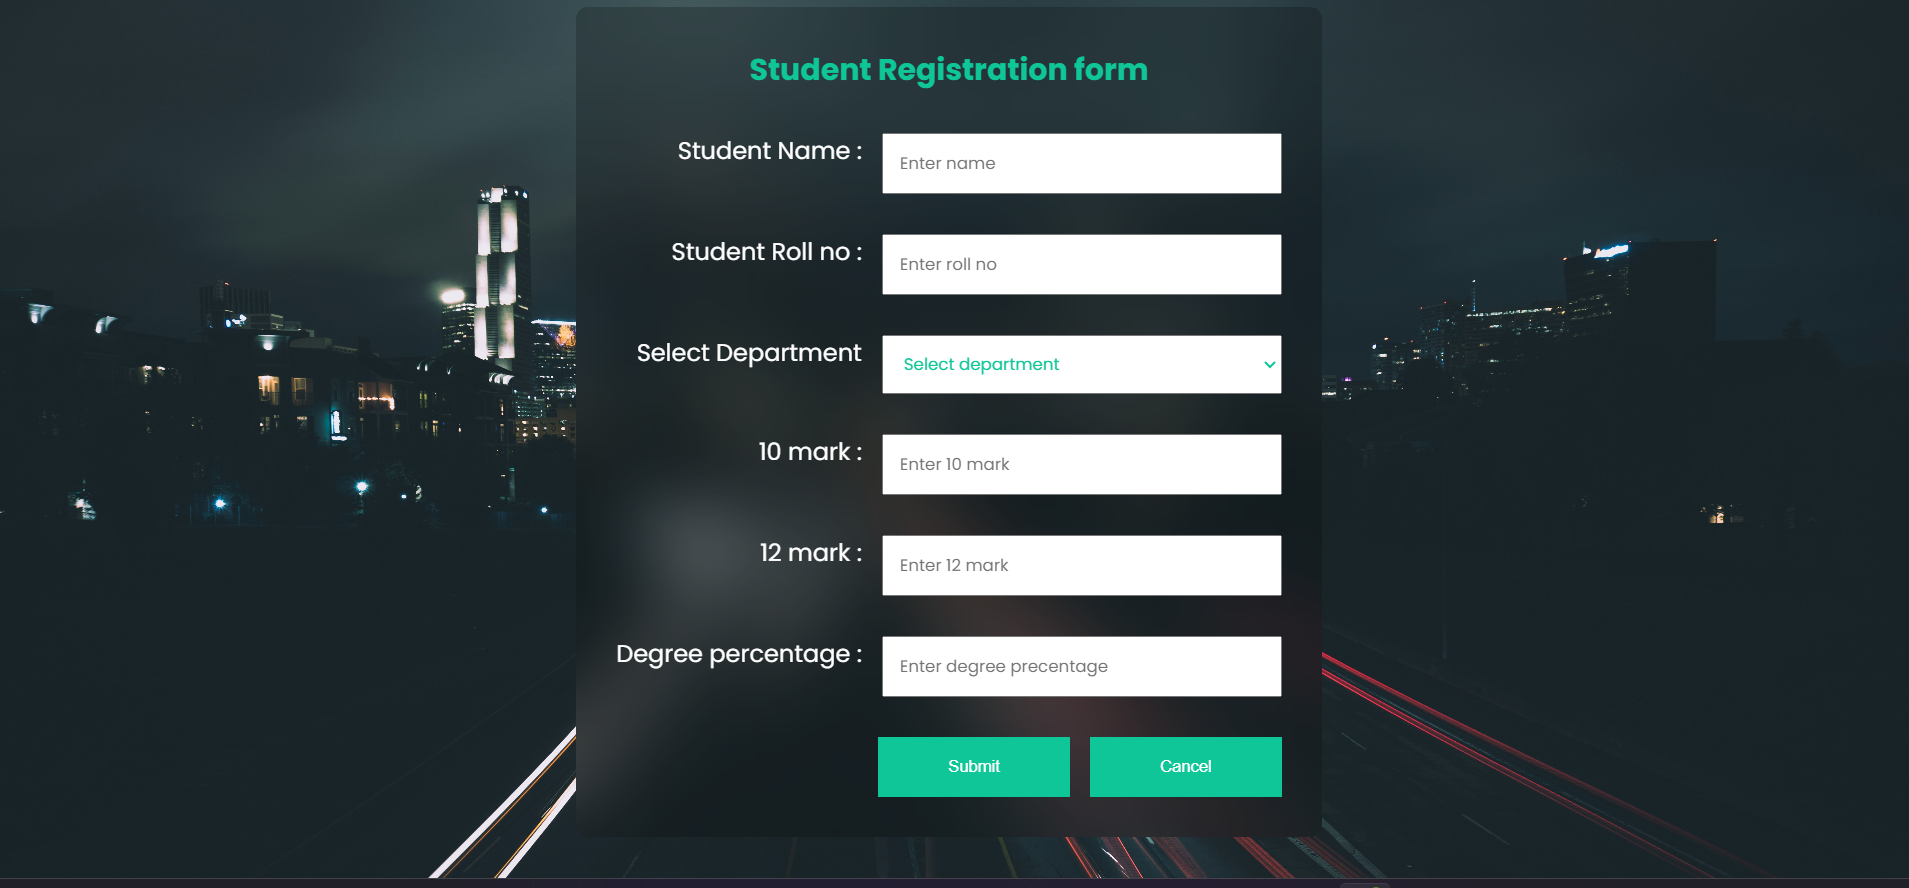 Student Registration form
Student Name : Enter name
Student Roll no : Enter roll no
Select Department Select department
10 mark : Enter 10 mark
12 mark : Enter 12 mark
Degree percentage : Enter degree precentage
Submit Cancel